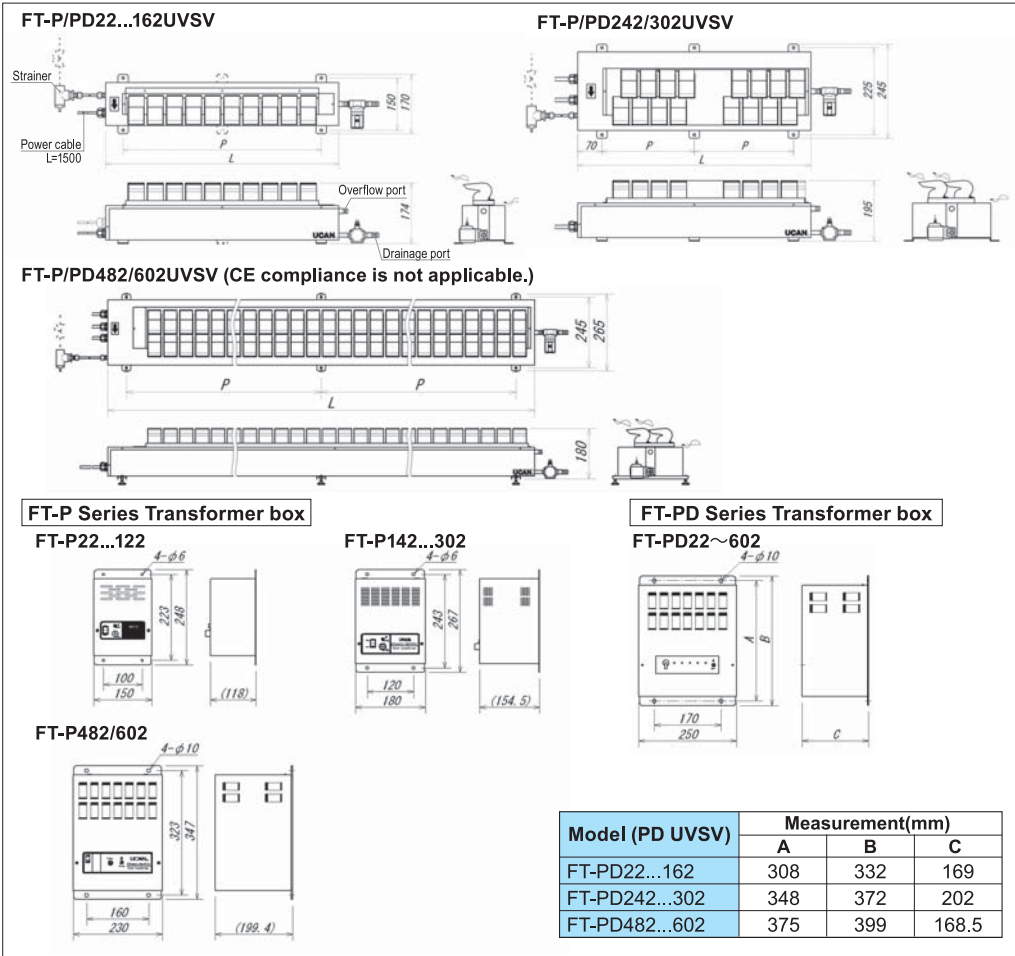 FT-P/PD22...162UVSV
Strainer
Power cable
L=1500
150
170
P
L
Overflow port
174
UCAN
Drainage port
FT-P/PD242/302UVSV
225
245
70
P
P
L
195
UCAN
FT-P/PD482/602UVSV (CE compliance is not applicable.)
245
265
P
P
L
180
UCAN
FT-P Series Transformer box
FT-P22...122
4-φ6
223
248
100
150
(118)
FT-P142...302
4-φ6
UCAN
243
267
120
180
(154.5)
FT-PD Series Transformer box
FT-PD22～602
4-φ10
A
B
170
250
C
FT-P482/602
4-φ10
UCAN
323
347
160
230
(199.4)
Model (PD UVSV) Measurement(mm)
A B C
FT-PD22...162 308 332 169
FT-PD242...302 348 372 202
FT-PD482...602 375 399 168.5